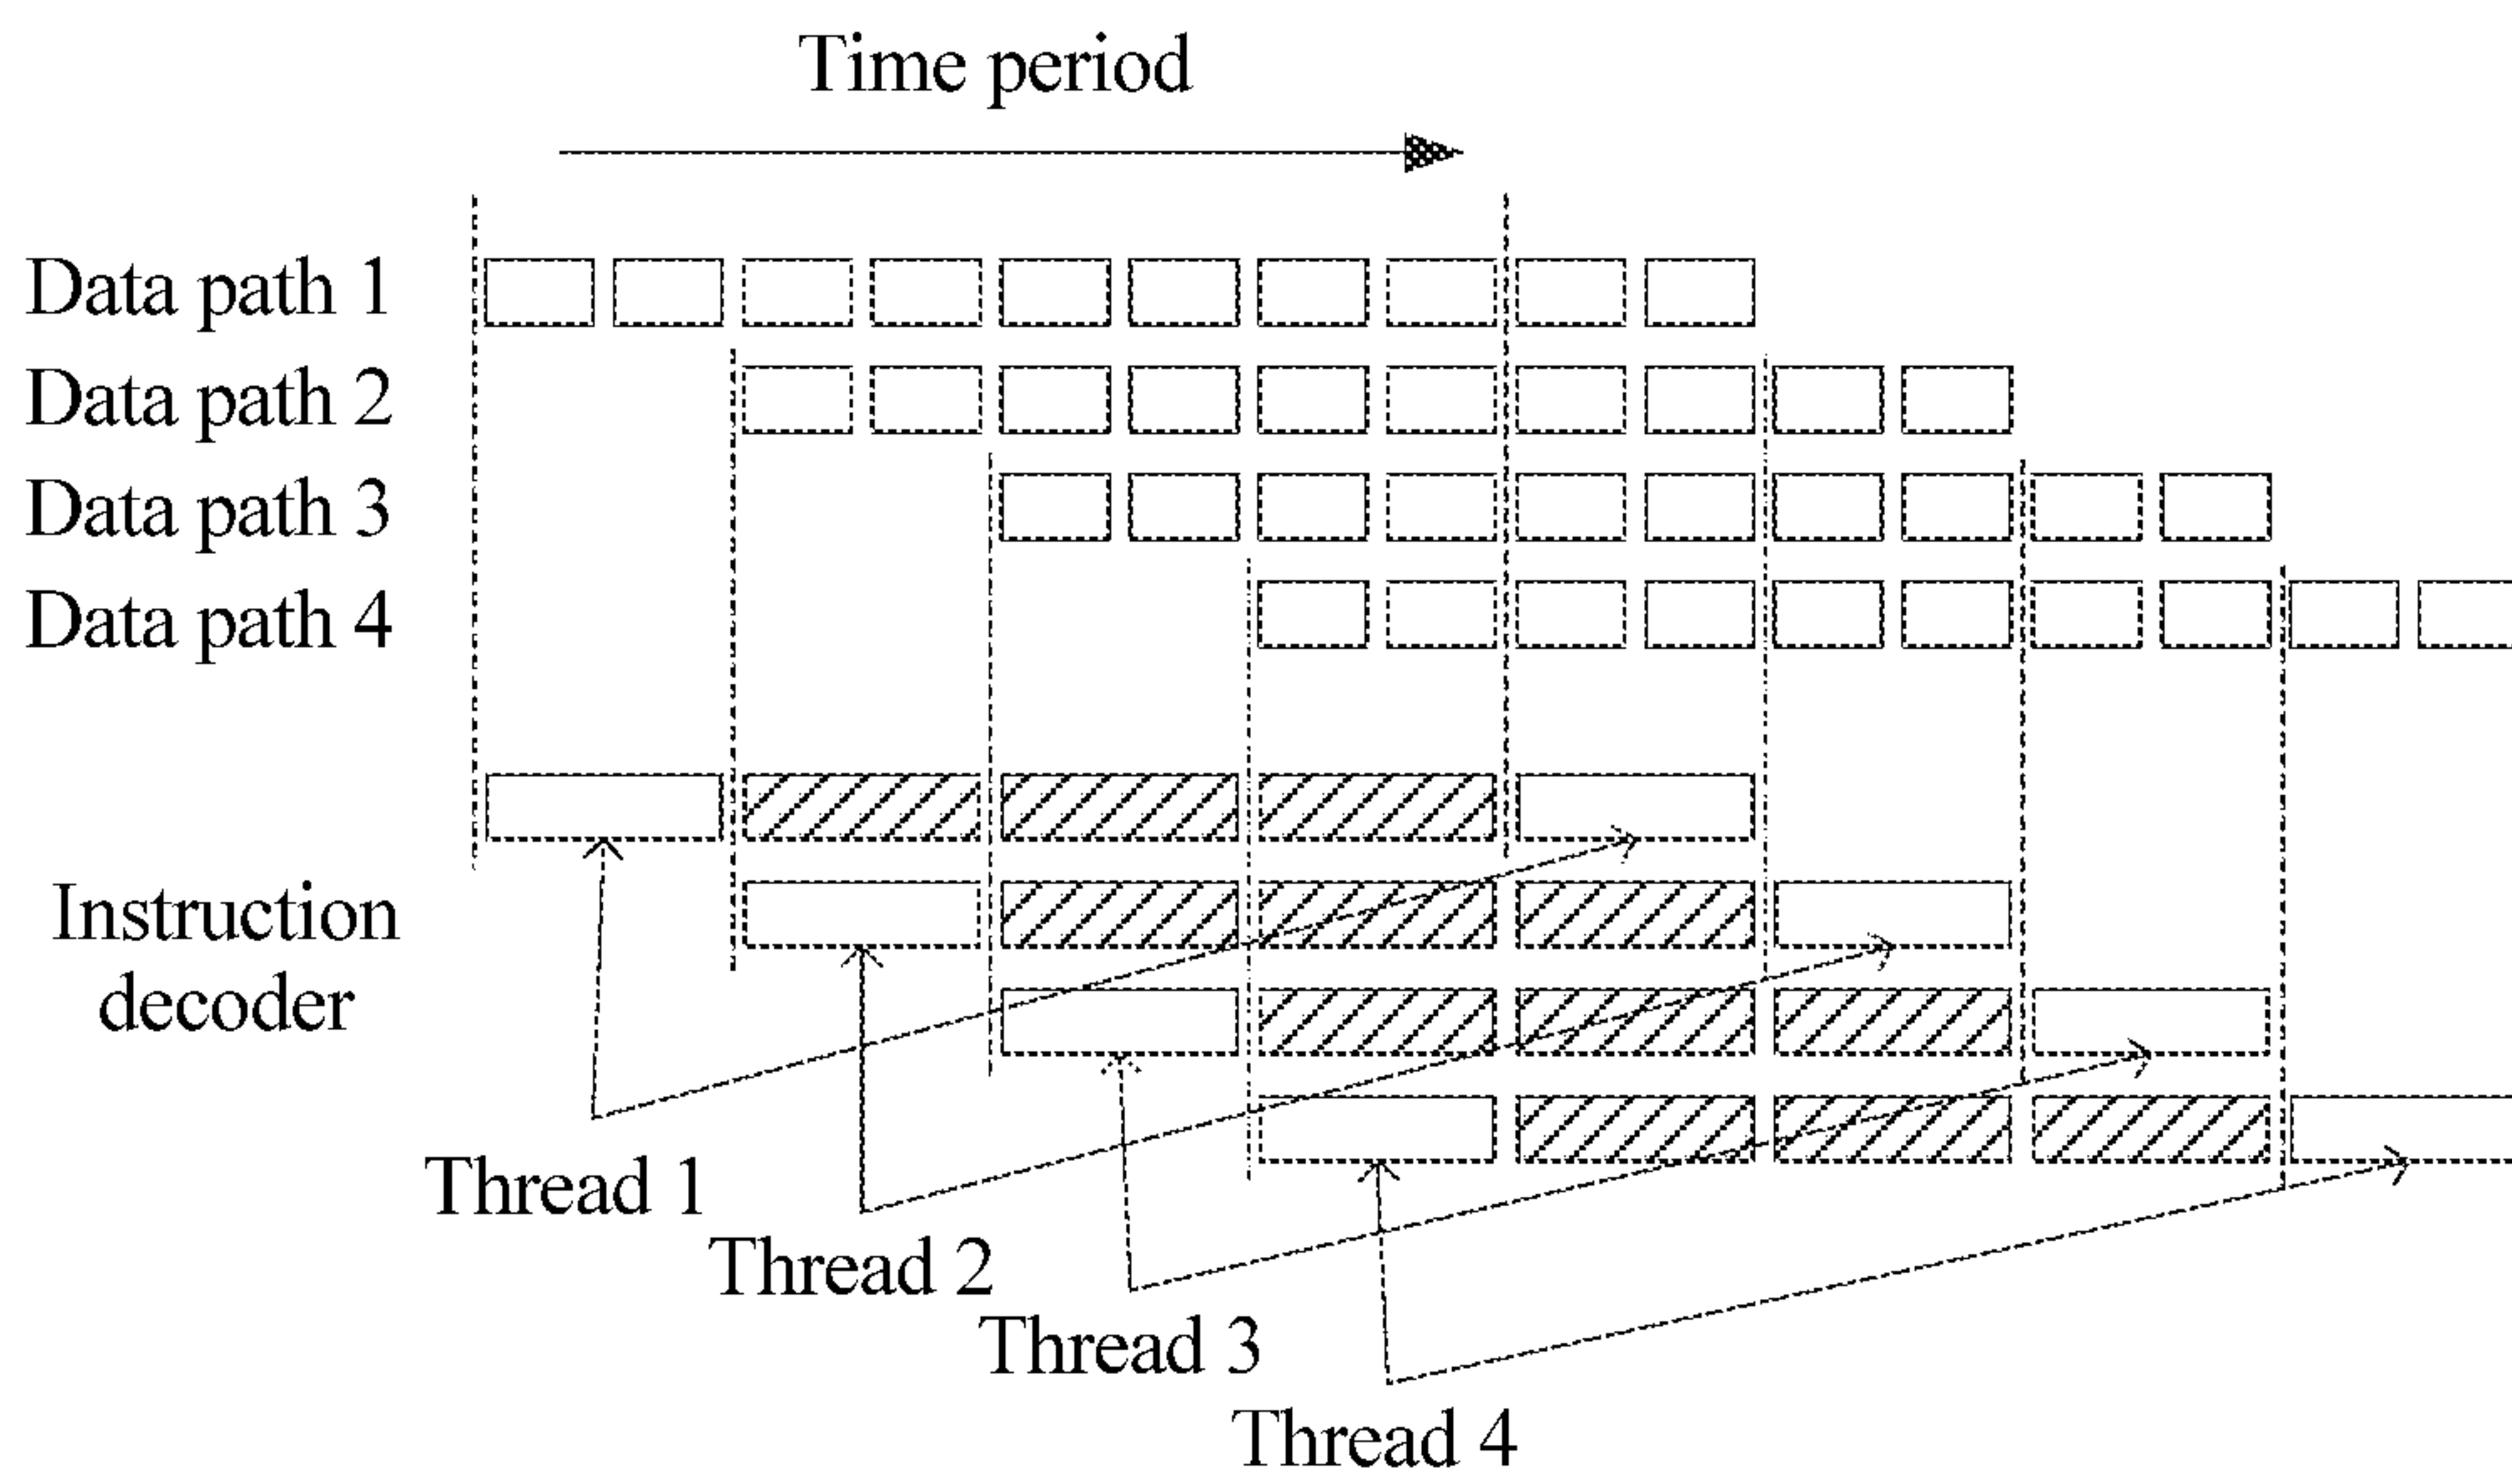 Time period
Data path 1
Data path 2
Data path 3
Data path 4
Instruction
decoder
Thread 1
Thread 2
Thread 3
Thread 4